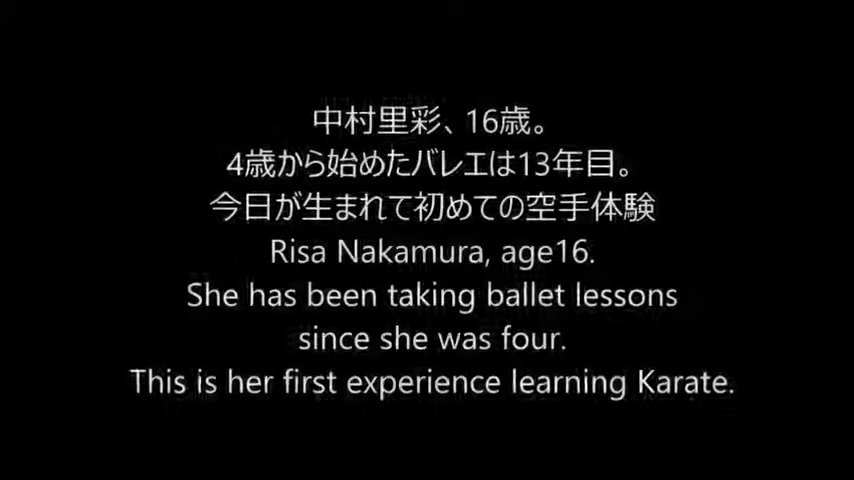 中村里彩、16歳。
4歳から始めたバレエは13年目。
今日が生まれて初めての空手体験
Risa Nakamura, age16.
She has been taking ballet lessons
since she was four.
This is her first experience learning Karate.